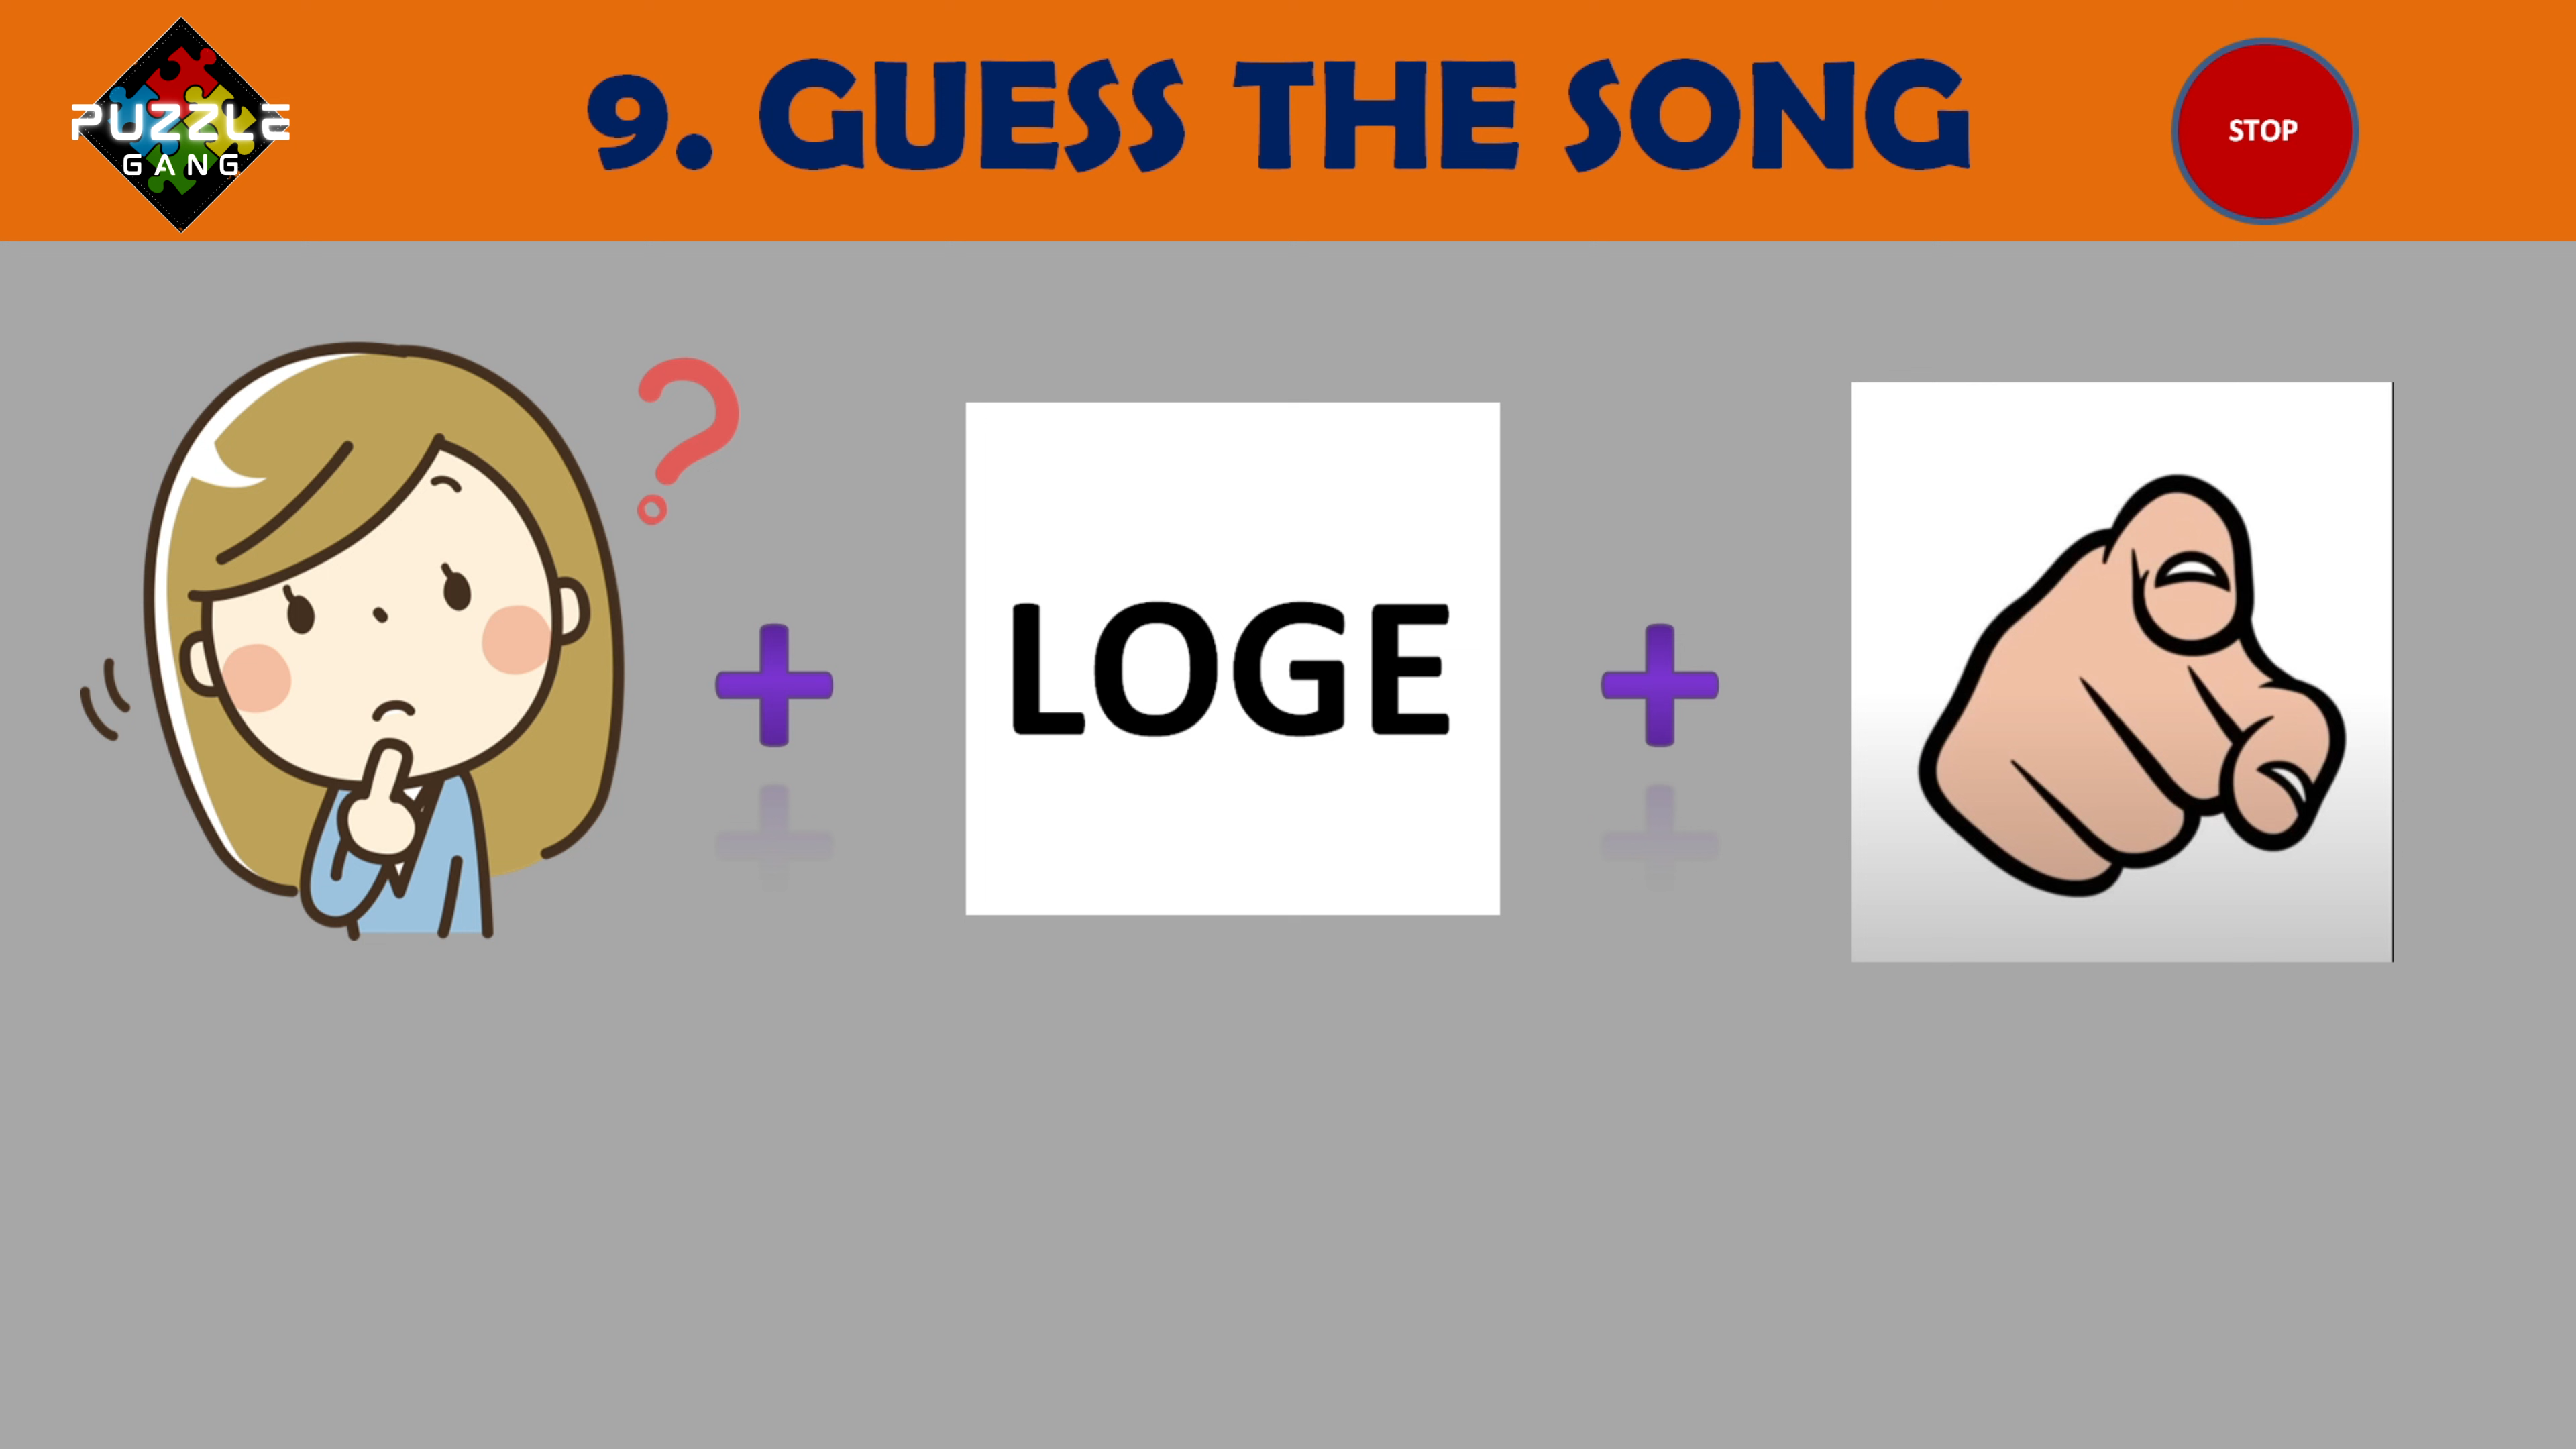 PUZZLE
GANG
9. GUESS THE SONG
STOP
?
LOGE